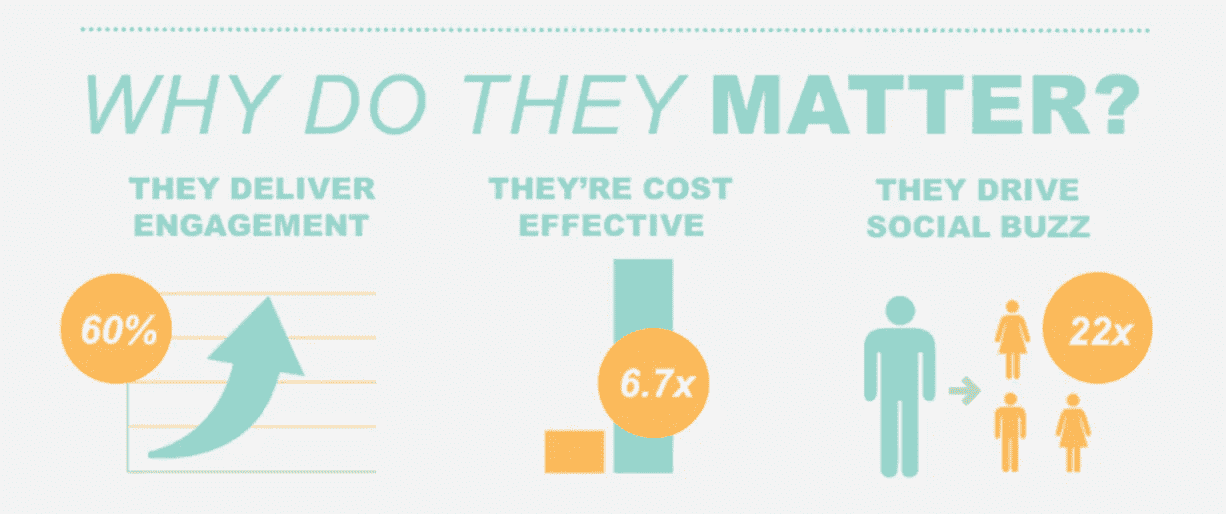 WHY DO THEY MATTER?
THEY DELIVER
ENGAGEMENT
60%
THEY'RE COST
EFFECTIVE
6.7x
THEY DRIVE
SOCIAL BUZZ
22x